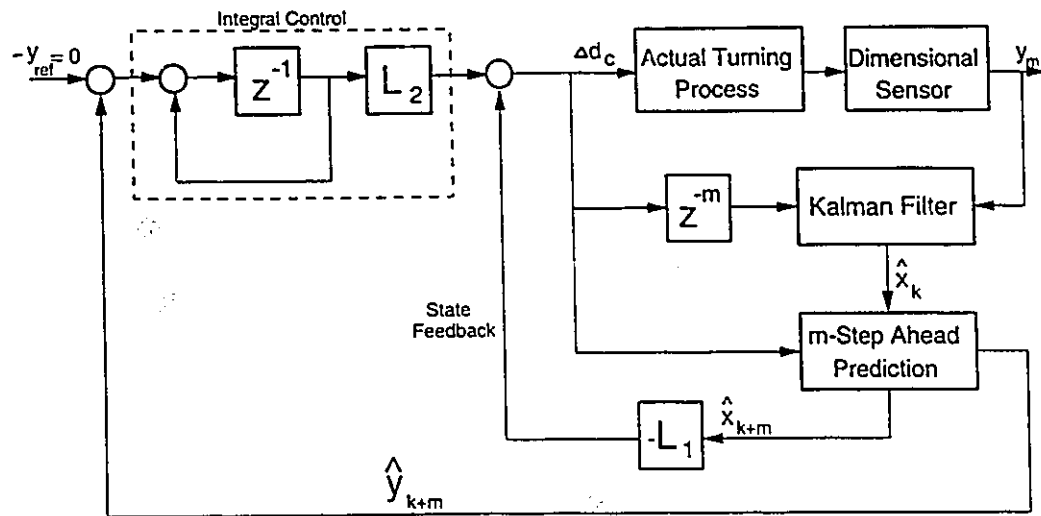 Integral Control
-y_ref=0
z^-1
L_2
Δd_c
Actual Turning
Process
Dimensional
Sensor
y_m
z^-m
Kalman Filter
x̂_k
State
Feedback
m-Step Ahead
Prediction
-L_1
x̂_k+m
ŷ_k+m